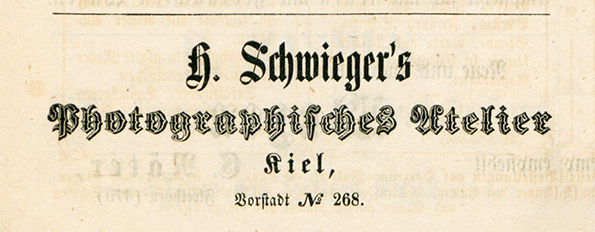 H. Schwieger's
Photographisches Atelier
Kiel,
Vorstadt № 268.